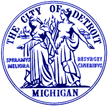 THE CITY OF DETROIT
SPERAMUS
MELIORA
RESURGET
CINERIBUS
MICHIGAN